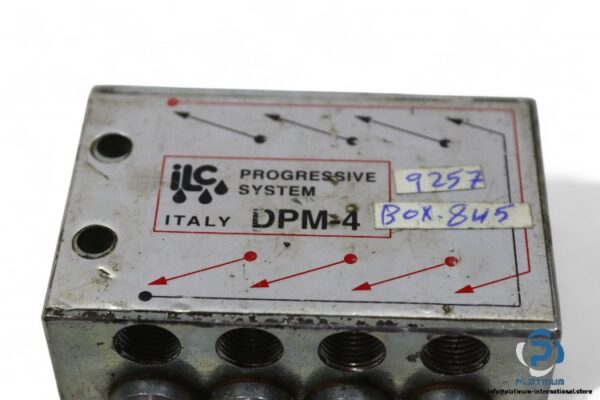 iLC
PROGRESSIVE
SYSTEM
ITALY DPM-4
9257
BOX-845
PLATINUM
info@platinum-international.store